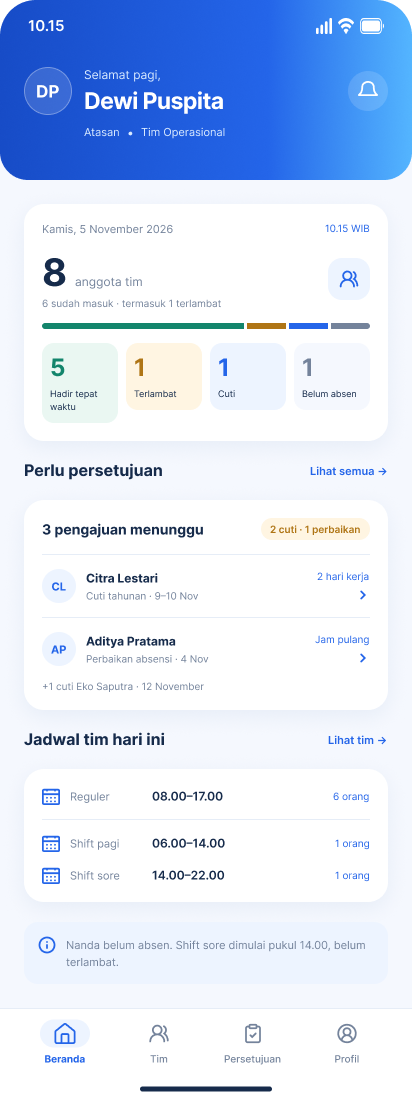 10.15
DP
Selamat pagi,
Dewi Puspita
Atasan • Tim Operasional
Kamis, 5 November 2026
10.15 WIB
8 anggota tim
6 sudah masuk · termasuk 1 terlambat
5
Hadir tepat
waktu
1
Terlambat
1
Cuti
1
Belum absen
Perlu persetujuan
Lihat semua →
3 pengajuan menunggu
2 cuti · 1 perbaikan
CL
Citra Lestari
Cuti tahunan · 9–10 Nov
2 hari kerja
AP
Aditya Pratama
Perbaikan absensi · 4 Nov
Jam pulang
+1 cuti Eko Saputra · 12 November
Jadwal tim hari ini
Lihat tim →
Reguler 08.00–17.00 6 orang
Shift pagi 06.00–14.00 1 orang
Shift sore 14.00–22.00 1 orang
Nanda belum absen. Shift sore dimulai pukul 14.00, belum
terlambat.
Beranda
Tim
Persetujuan
Profil